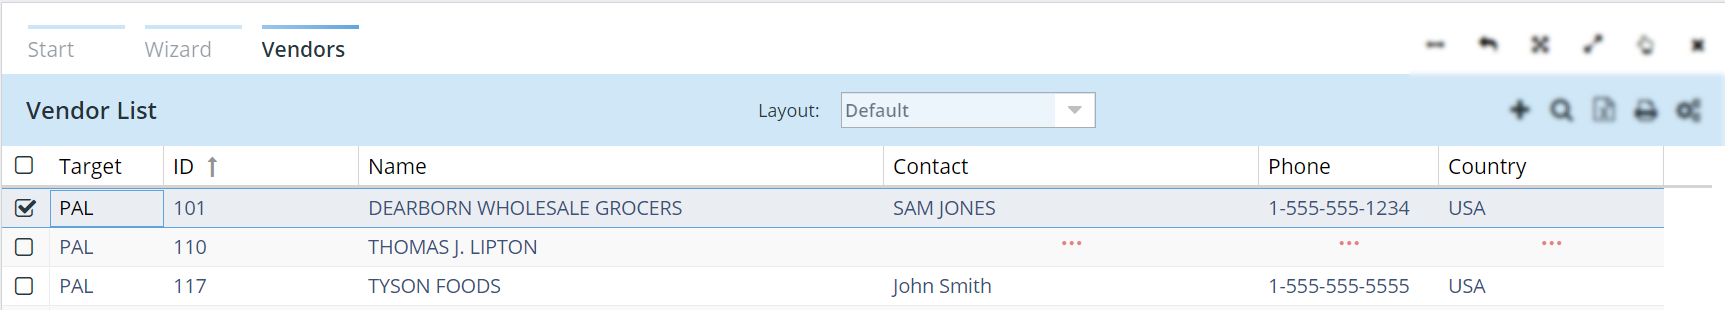 Start Wizard Vendors
Vendor List Layout: Default
Target ID Name Contact Phone Country
PAL 101 DEARBORN WHOLESALE GROCERS SAM JONES 1-555-555-1234 USA
PAL 110 THOMAS J. LIPTON ... ... ...
PAL 117 TYSON FOODS John Smith 1-555-555-5555 USA